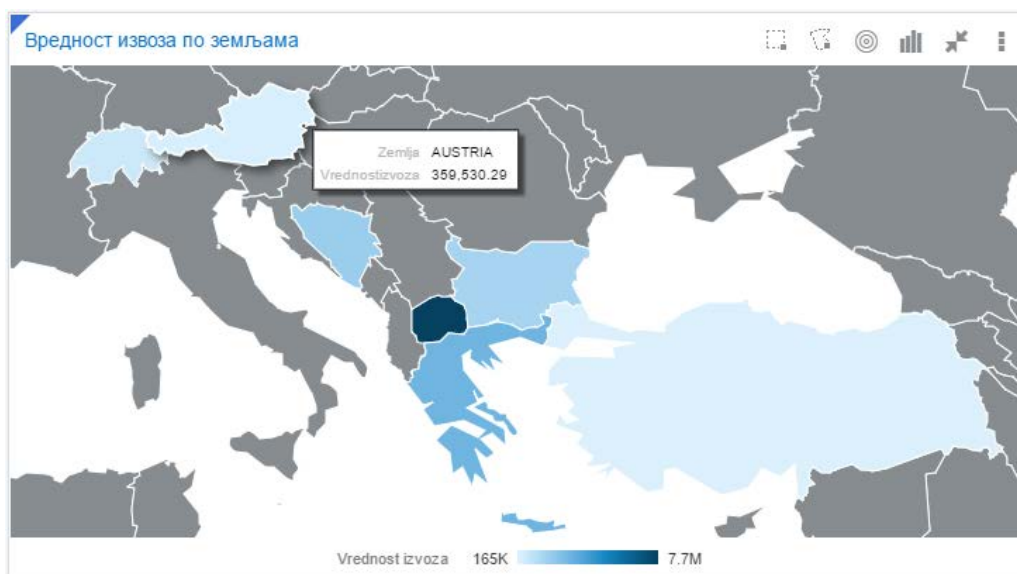 Вредност извоза по земљама
Zemlja AUSTRIA
Vrednostizvoza 359,530.29
Vrednost izvoza 165K 7.7M